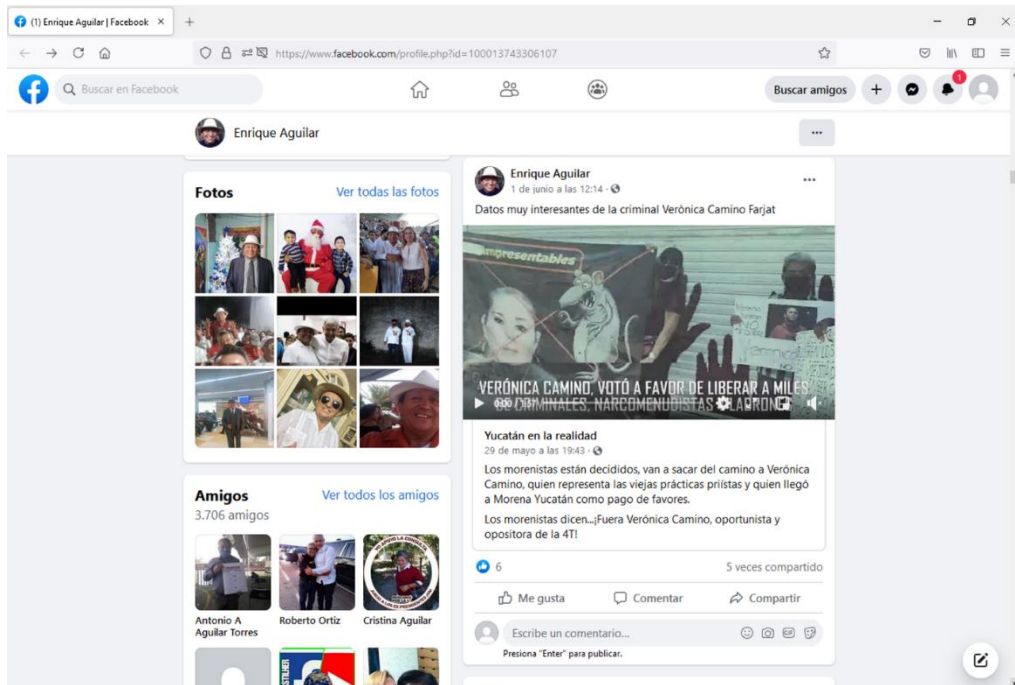 (1) Enrique Aguilar | Facebook
https://www.facebook.com/profile.php?id=100013743306107
Buscar en Facebook
Buscar amigos
1
Enrique Aguilar
Fotos
Ver todas las fotos
Amigos
Ver todos los amigos
3.706 amigos
Antonio A
Aguilar Torres
Roberto Ortiz
Cristina Aguilar
Enrique Aguilar
1 de junio a las 12:14
Datos muy interesantes de la criminal Verònica Camino Farjat
impresentables
VERÓNICA CAMINO, VOTÓ A FAVOR DE LIBERAR A MILES
DE CRIMINALES, NARCOMENUDISTAS
Yucatán en la realidad
29 de mayo a las 19:43
Los morenistas están decididos, van a sacar del camino a Verónica
Camino, quien representa las viejas prácticas priístas y quien llegó
a Morena Yucatán como pago de favores.
Los morenistas dicen...¡Fuera Verónica Camino, oportunista y
opositora de la 4T!
6
5 veces compartido
Me gusta
Comentar
Compartir
Escribe un comentario...
GIF
Presiona "Enter" para publicar.